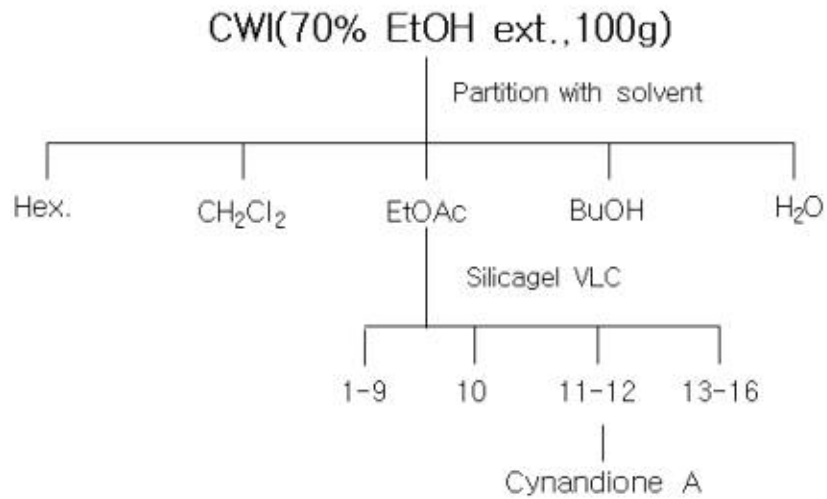 CWI(70% EtOH ext.,100g)
Partition with solvent
Hex. CH₂Cl₂ EtOAc BuOH H₂O
Silicagel VLC
1-9 10 11-12 13-16
Cynandione A